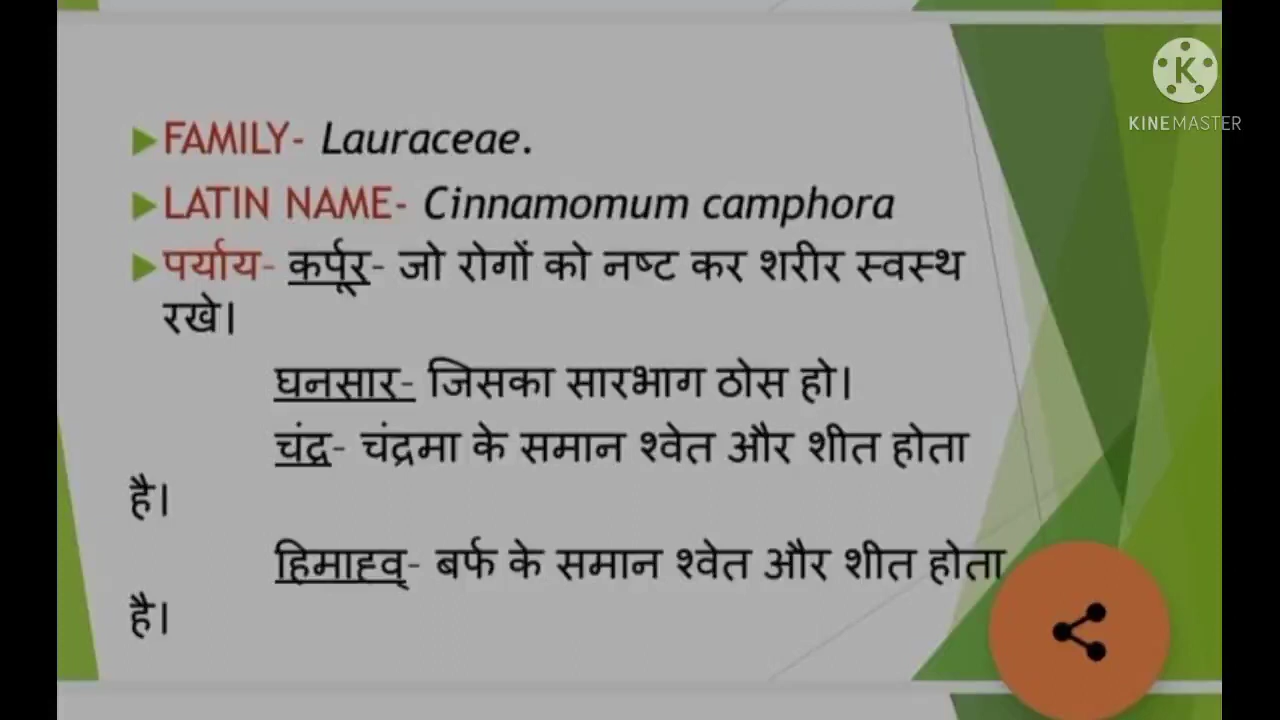 KINEMASTER
FAMILY- Lauraceae.
LATIN NAME- Cinnamomum camphora
पर्याय- कर्पूर- जो रोगों को नष्ट कर शरीर स्वस्थ
रखे।
घनसार- जिसका सारभाग ठोस हो।
चंद्र- चंद्रमा के समान श्वेत और शीत होता
है।
हिमाह्व्- बर्फ के समान श्वेत और शीत होता
है।